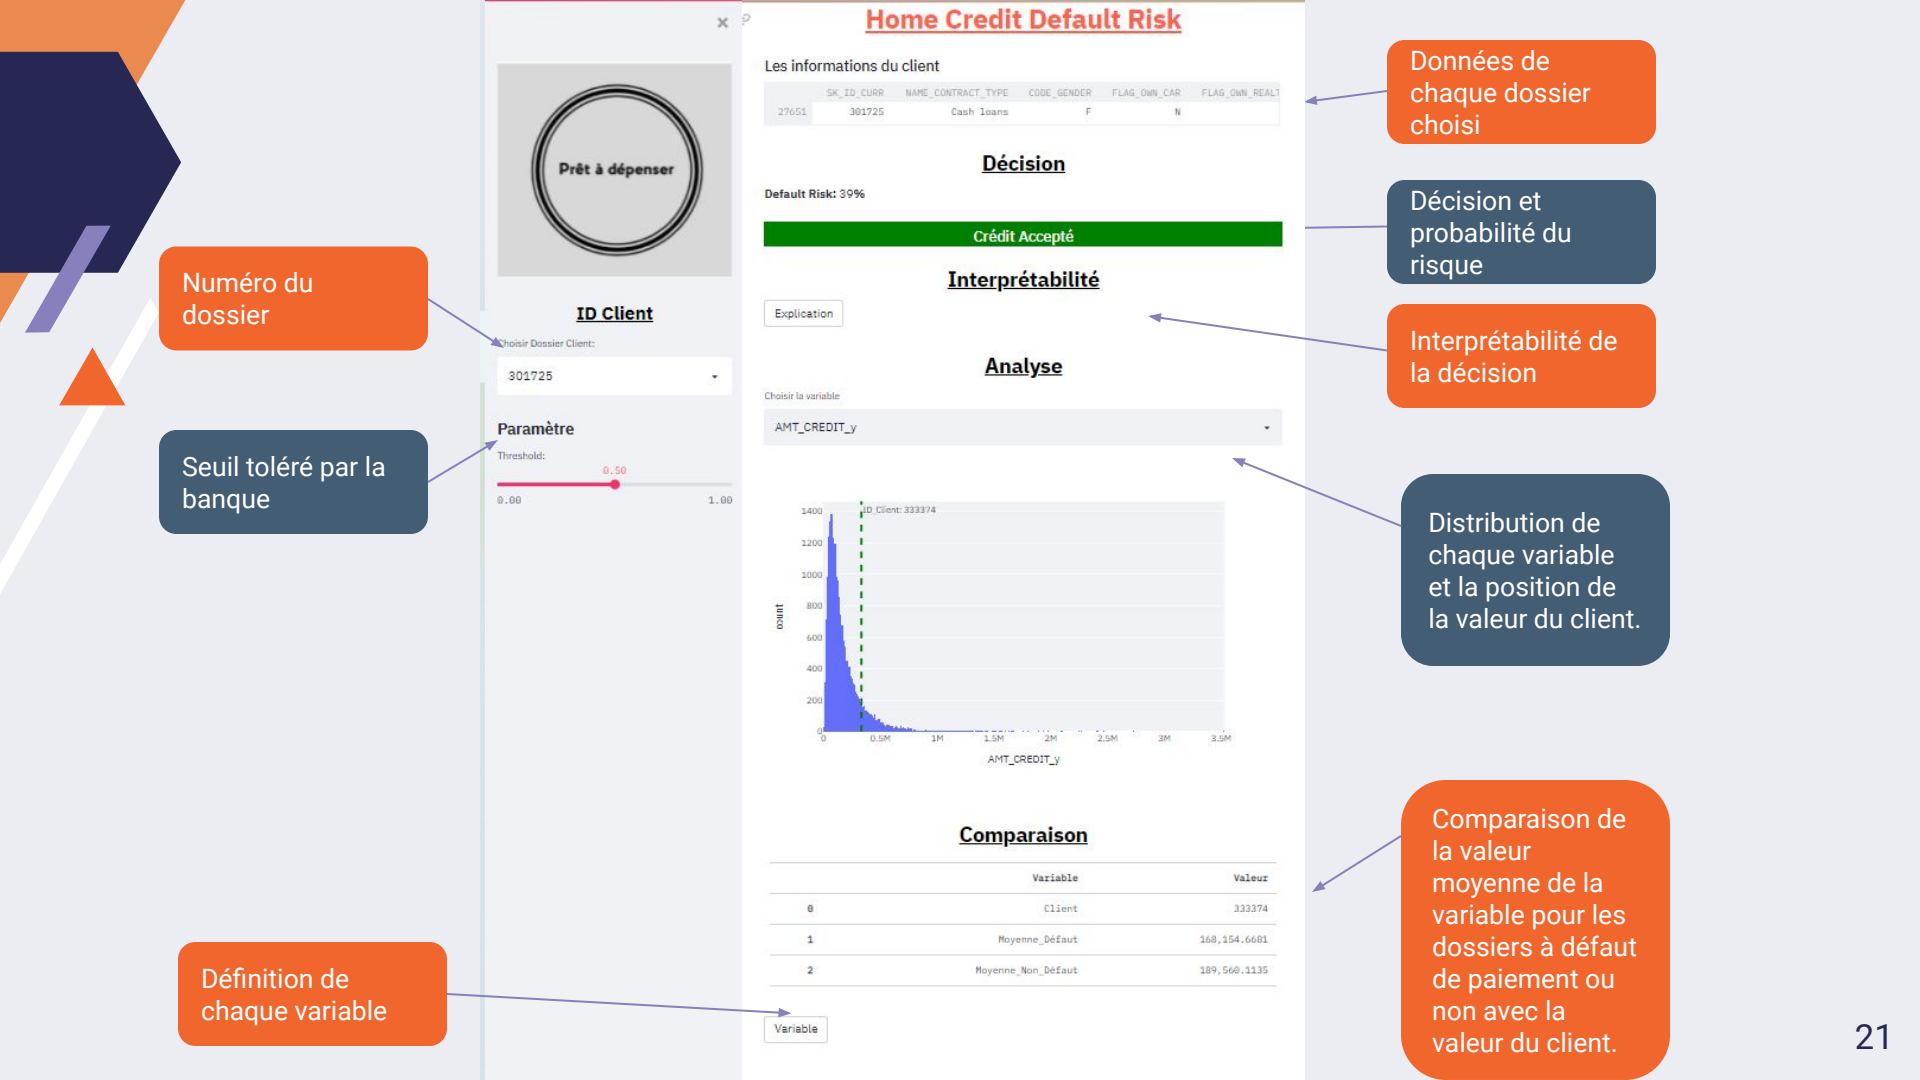 Home Credit Default Risk
Les informations du client
SK_ID_CURR NAME_CONTRACT_TYPE CODE_GENDER FLAG_OWN_CAR FLAG_OWN_REALT
27651 301725 Cash loans F N
Décision
Default Risk: 39%
Crédit Accepté
Interprétabilité
Explication
Analyse
Choisir la variable
AMT_CREDIT_y
ID_Client: 333374
1400
1200
1000
800
600
400
200
0
count
0 0.5M 1M 1.5M 2M 2.5M 3M 3.5M
AMT_CREDIT_y
Comparaison
Variable Valeur
0 Client 333374
1 Moyenne_Défaut 168,154.6681
2 Moyenne_Non_Défaut 189,560.1135
Variable
Prêt à dépenser
ID Client
Choisir Dossier Client:
301725
Paramètre
Threshold:
0.50
0.00 1.00
Numéro du
dossier
Seuil toléré par la
banque
Définition de
chaque variable
Données de
chaque dossier
choisi
Décision et
probabilité du
risque
Interprétabilité de
la décision
Distribution de
chaque variable
et la position de
la valeur du client.
Comparaison de
la valeur
moyenne de la
variable pour les
dossiers à défaut
de paiement ou
non avec la
valeur du client.
21